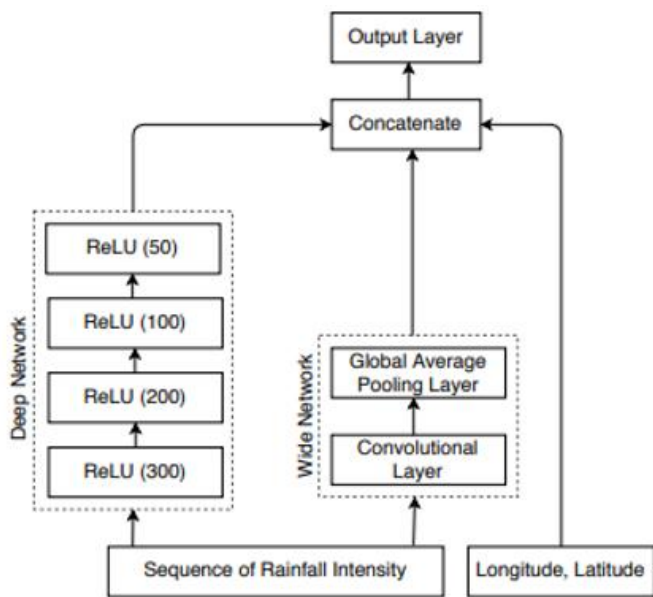 Output Layer
Concatenate
Deep Network
ReLU (50)
ReLU (100)
ReLU (200)
ReLU (300)
Wide Network
Global Average
Pooling Layer
Convolutional
Layer
Sequence of Rainfall Intensity
Longitude, Latitude